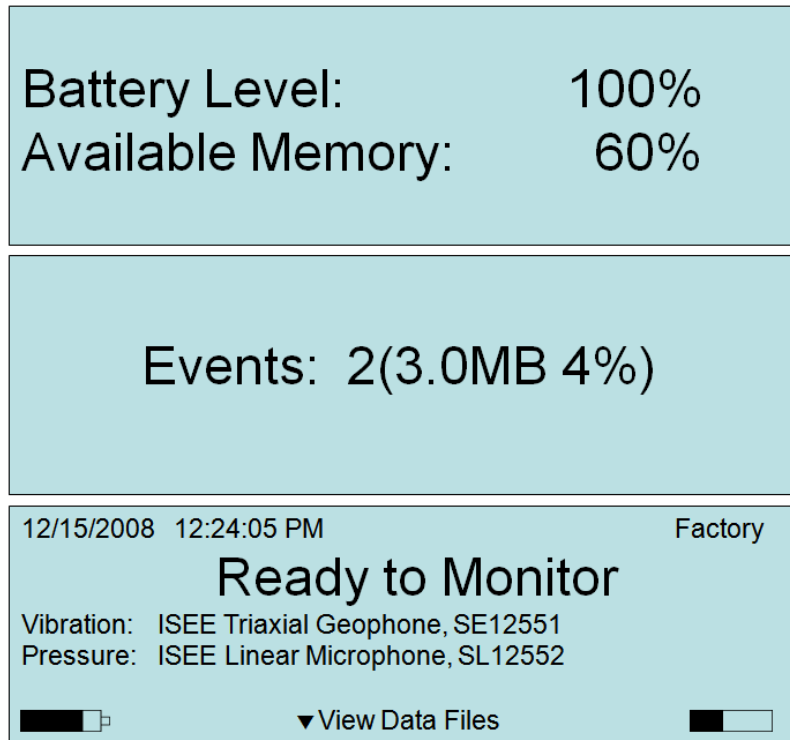 Battery Level: 100%
Available Memory: 60%
Events: 2(3.0MB 4%)
12/15/2008 12:24:05 PM Factory
Ready to Monitor
Vibration: ISEE Triaxial Geophone, SE12551
Pressure: ISEE Linear Microphone, SL12552
▼View Data Files